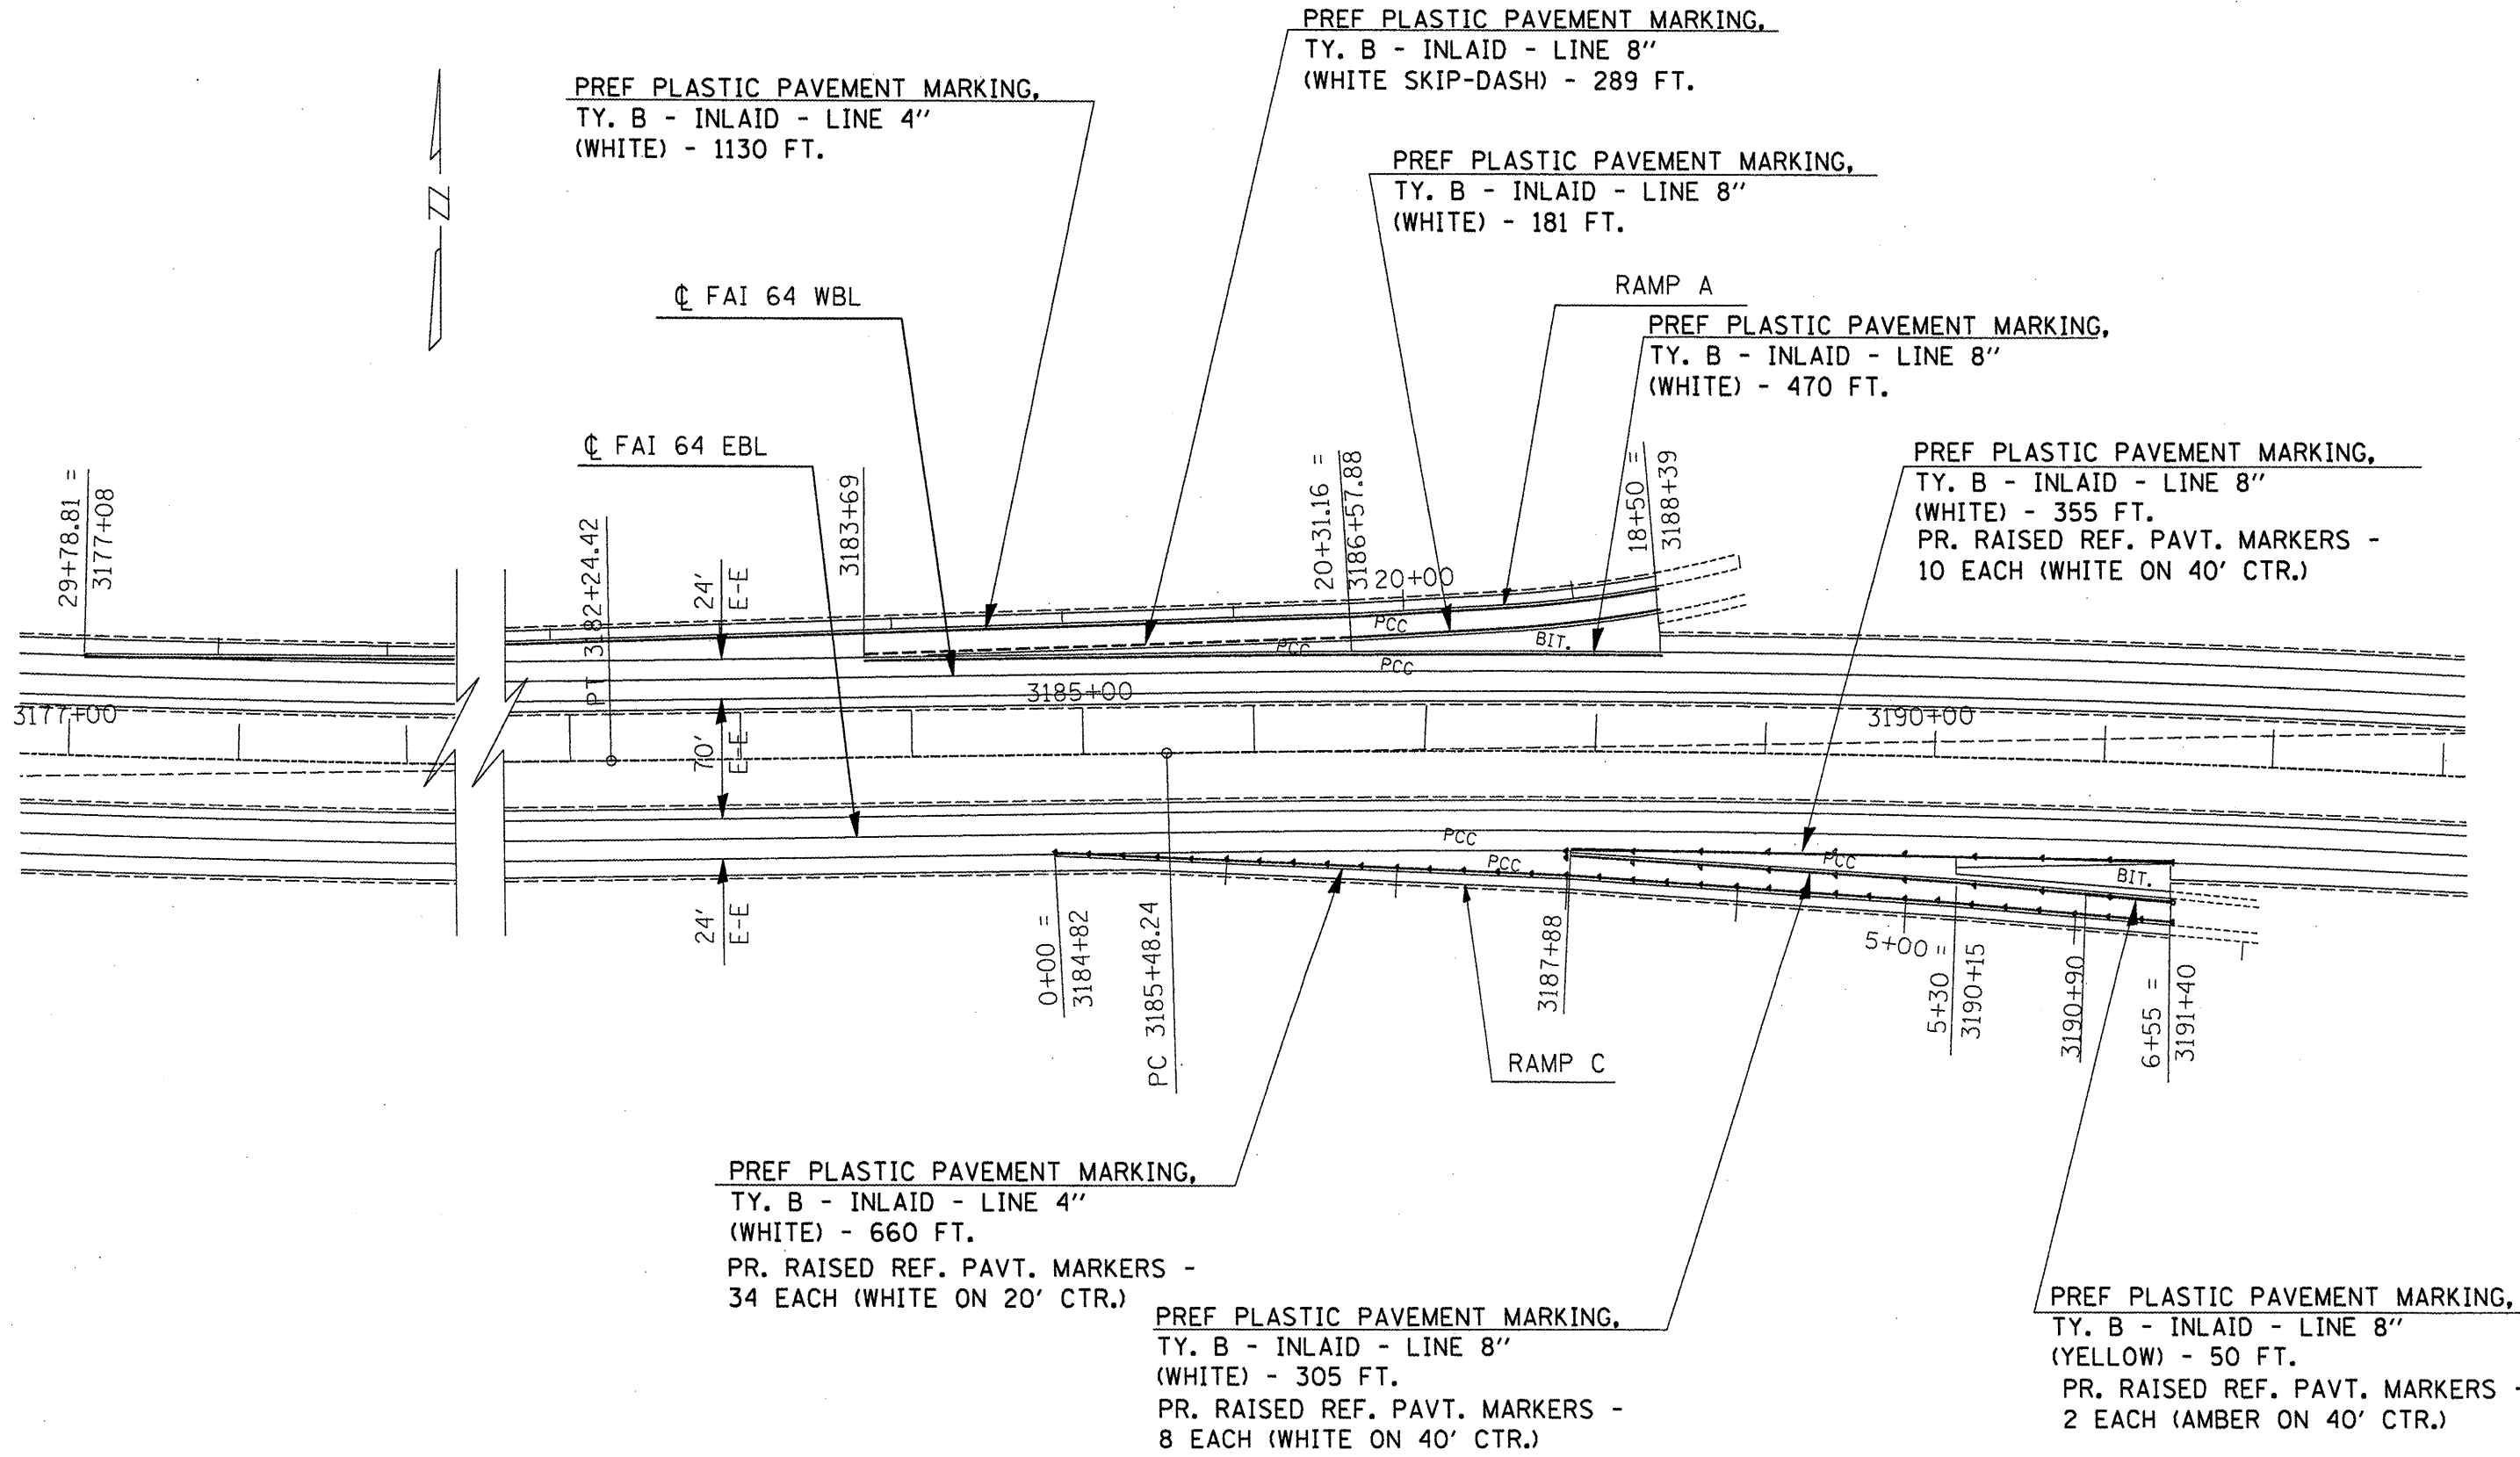 PREF PLASTIC PAVEMENT MARKING,
TY. B - INLAID - LINE 8"
(WHITE SKIP-DASH) - 289 FT.
PREF PLASTIC PAVEMENT MARKING,
TY. B - INLAID - LINE 4"
(WHITE) - 1130 FT.
PREF PLASTIC PAVEMENT MARKING,
TY. B - INLAID - LINE 8"
(WHITE) - 181 FT.
N
℄ FAI 64 WBL
RAMP A
PREF PLASTIC PAVEMENT MARKING,
TY. B - INLAID - LINE 8"
(WHITE) - 470 FT.
℄ FAI 64 EBL
PREF PLASTIC PAVEMENT MARKING,
TY. B - INLAID - LINE 8"
(WHITE) - 355 FT.
PR. RAISED REF. PAVT. MARKERS -
10 EACH (WHITE ON 40' CTR.)
29+78.81 =
3177+08
PT 3182+24.42
24'
E-E
3183+69
20+31.16 =
3186+57.88
20+00
18+50 =
3188+39
PCC
BIT.
PCC
PCC
3177+00
3185+00
3190+00
70'
E-E
PCC
PCC
PCC
BIT.
24'
E-E
0+00 =
3184+82
PC 3185+48.24
3187+88
5+00
5+30 =
3190+15
3190+90
6+55 =
3191+40
RAMP C
PREF PLASTIC PAVEMENT MARKING,
TY. B - INLAID - LINE 4"
(WHITE) - 660 FT.
PR. RAISED REF. PAVT. MARKERS -
34 EACH (WHITE ON 20' CTR.)
PREF PLASTIC PAVEMENT MARKING,
TY. B - INLAID - LINE 8"
(WHITE) - 305 FT.
PR. RAISED REF. PAVT. MARKERS -
8 EACH (WHITE ON 40' CTR.)
PREF PLASTIC PAVEMENT MARKING,
TY. B - INLAID - LINE 8"
(YELLOW) - 50 FT.
PR. RAISED REF. PAVT. MARKERS -
2 EACH (AMBER ON 40' CTR.)